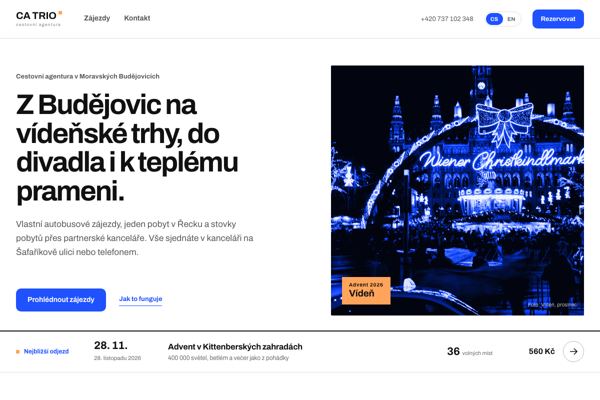 CA TRIO
cestovní agentura
Zájezdy
Kontakt
+420 737 102 348
CS
EN
Rezervovat
Cestovní agentura v Moravských Budějovicích
Z Budějovic na
vídeňské trhy, do
divadla i k teplému
prameni.
Vlastní autobusové zájezdy, jeden pobyt v Řecku a stovky
pobytů přes partnerské kanceláře. Vše sjednáte v kanceláři na
Šafaříkově ulici nebo telefonem.
Prohlédnout zájezdy
Jak to funguje
Wiener Christkindlmark
Advent 2026
Vídeň
Foto: Vídeň, prosinec
Nejbližší odjezd
28. 11.
28. listopadu 2026
Advent v Kittenberských zahradách
400 000 světel, betlém a večer jako z pohádky
36 volných míst
560 Kč